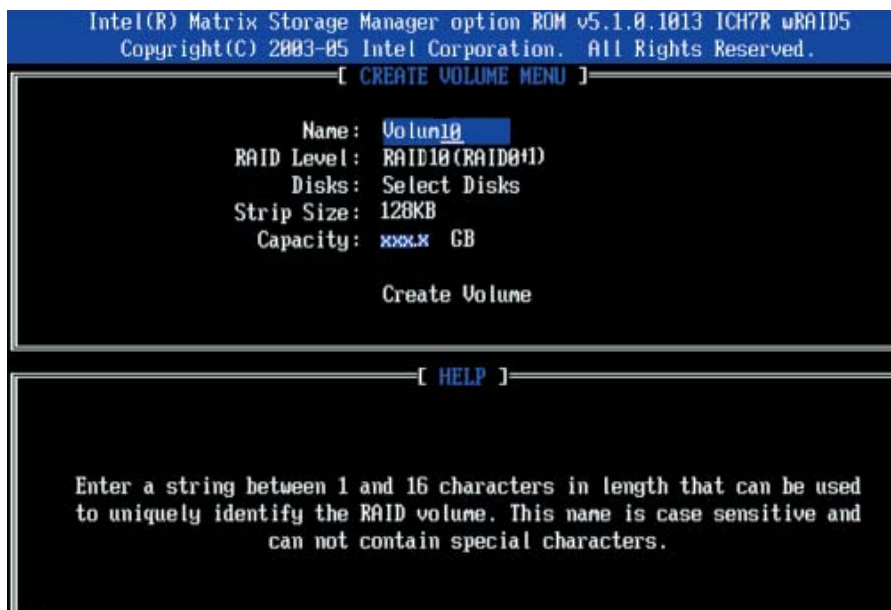 Intel(R) Matrix Storage Manager option ROM v5.1.0.1013 ICH7R wRAID5
Copyright(C) 2003-05 Intel Corporation. All Rights Reserved.
[ CREATE VOLUME MENU ]
Name: Volum10
RAID Level: RAID10(RAID0+1)
Disks: Select Disks
Strip Size: 128KB
Capacity: xxx.x GB
Create Volume
[ HELP ]
Enter a string between 1 and 16 characters in length that can be used
to uniquely identify the RAID volume. This name is case sensitive and
can not contain special characters.